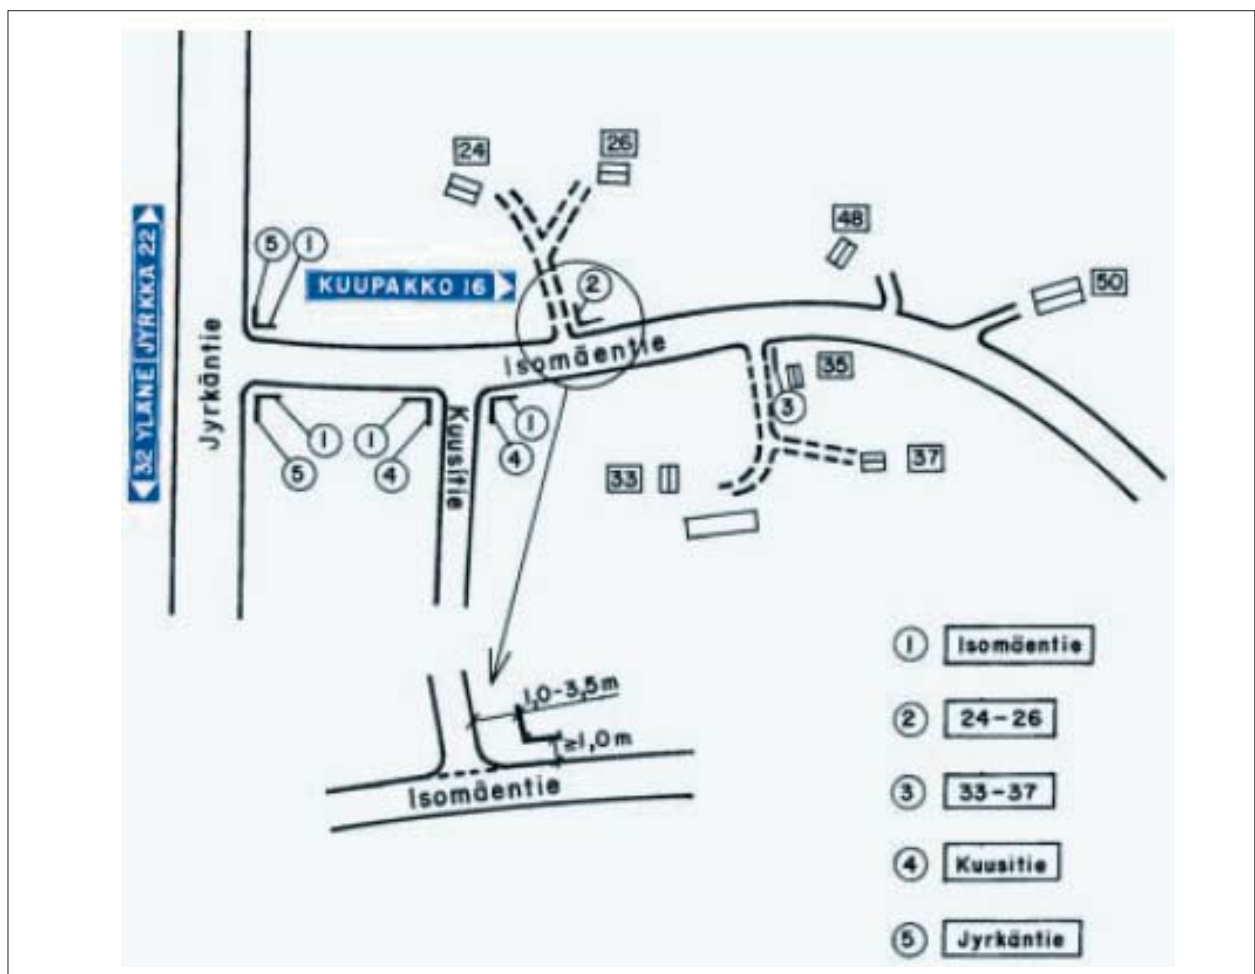 24
26
48
50
5 1
KUUPAKKO 16
2
32 YLÄNE JYRKKÄ 22
Jyrkäntie
Isomäentie
35
3
1 1 1
5 4 4
Kuusitie
33
37
1,0-3,5 m
≥1,0 m
Isomäentie
1 Isomäentie
2 24-26
3 33-37
4 Kuusitie
5 Jyrkäntie